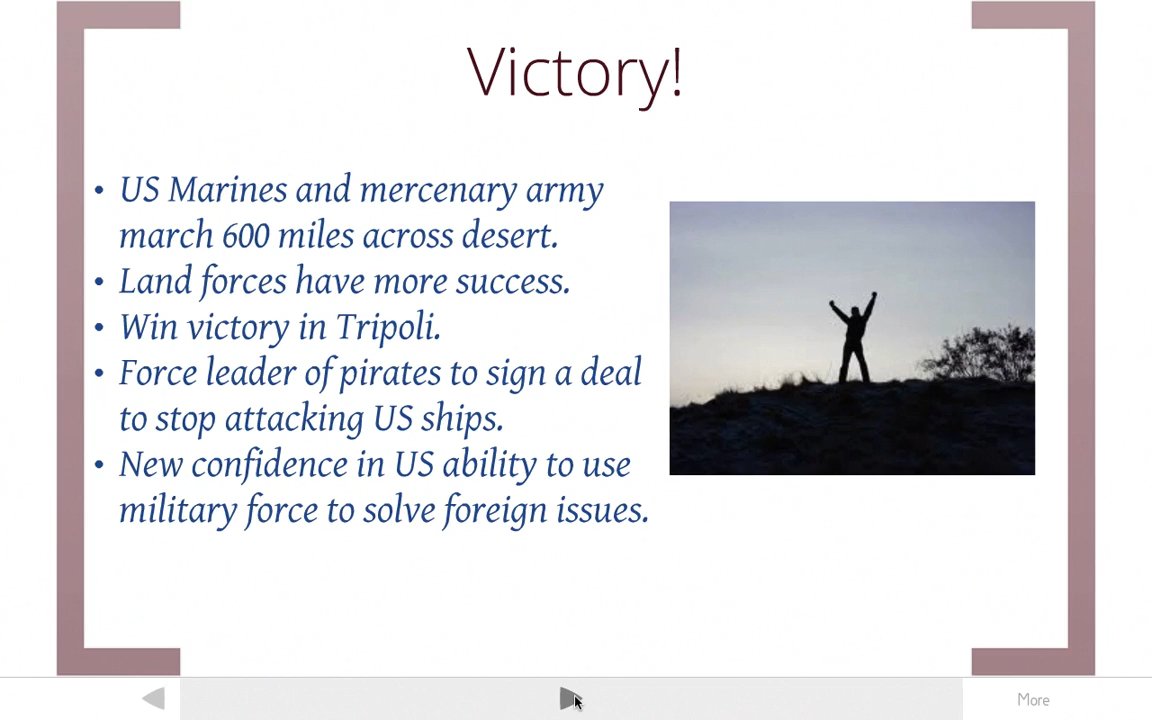 Victory!
• US Marines and mercenary army
march 600 miles across desert.
• Land forces have more success.
• Win victory in Tripoli.
• Force leader of pirates to sign a deal
to stop attacking US ships.
• New confidence in US ability to use
military force to solve foreign issues.
More